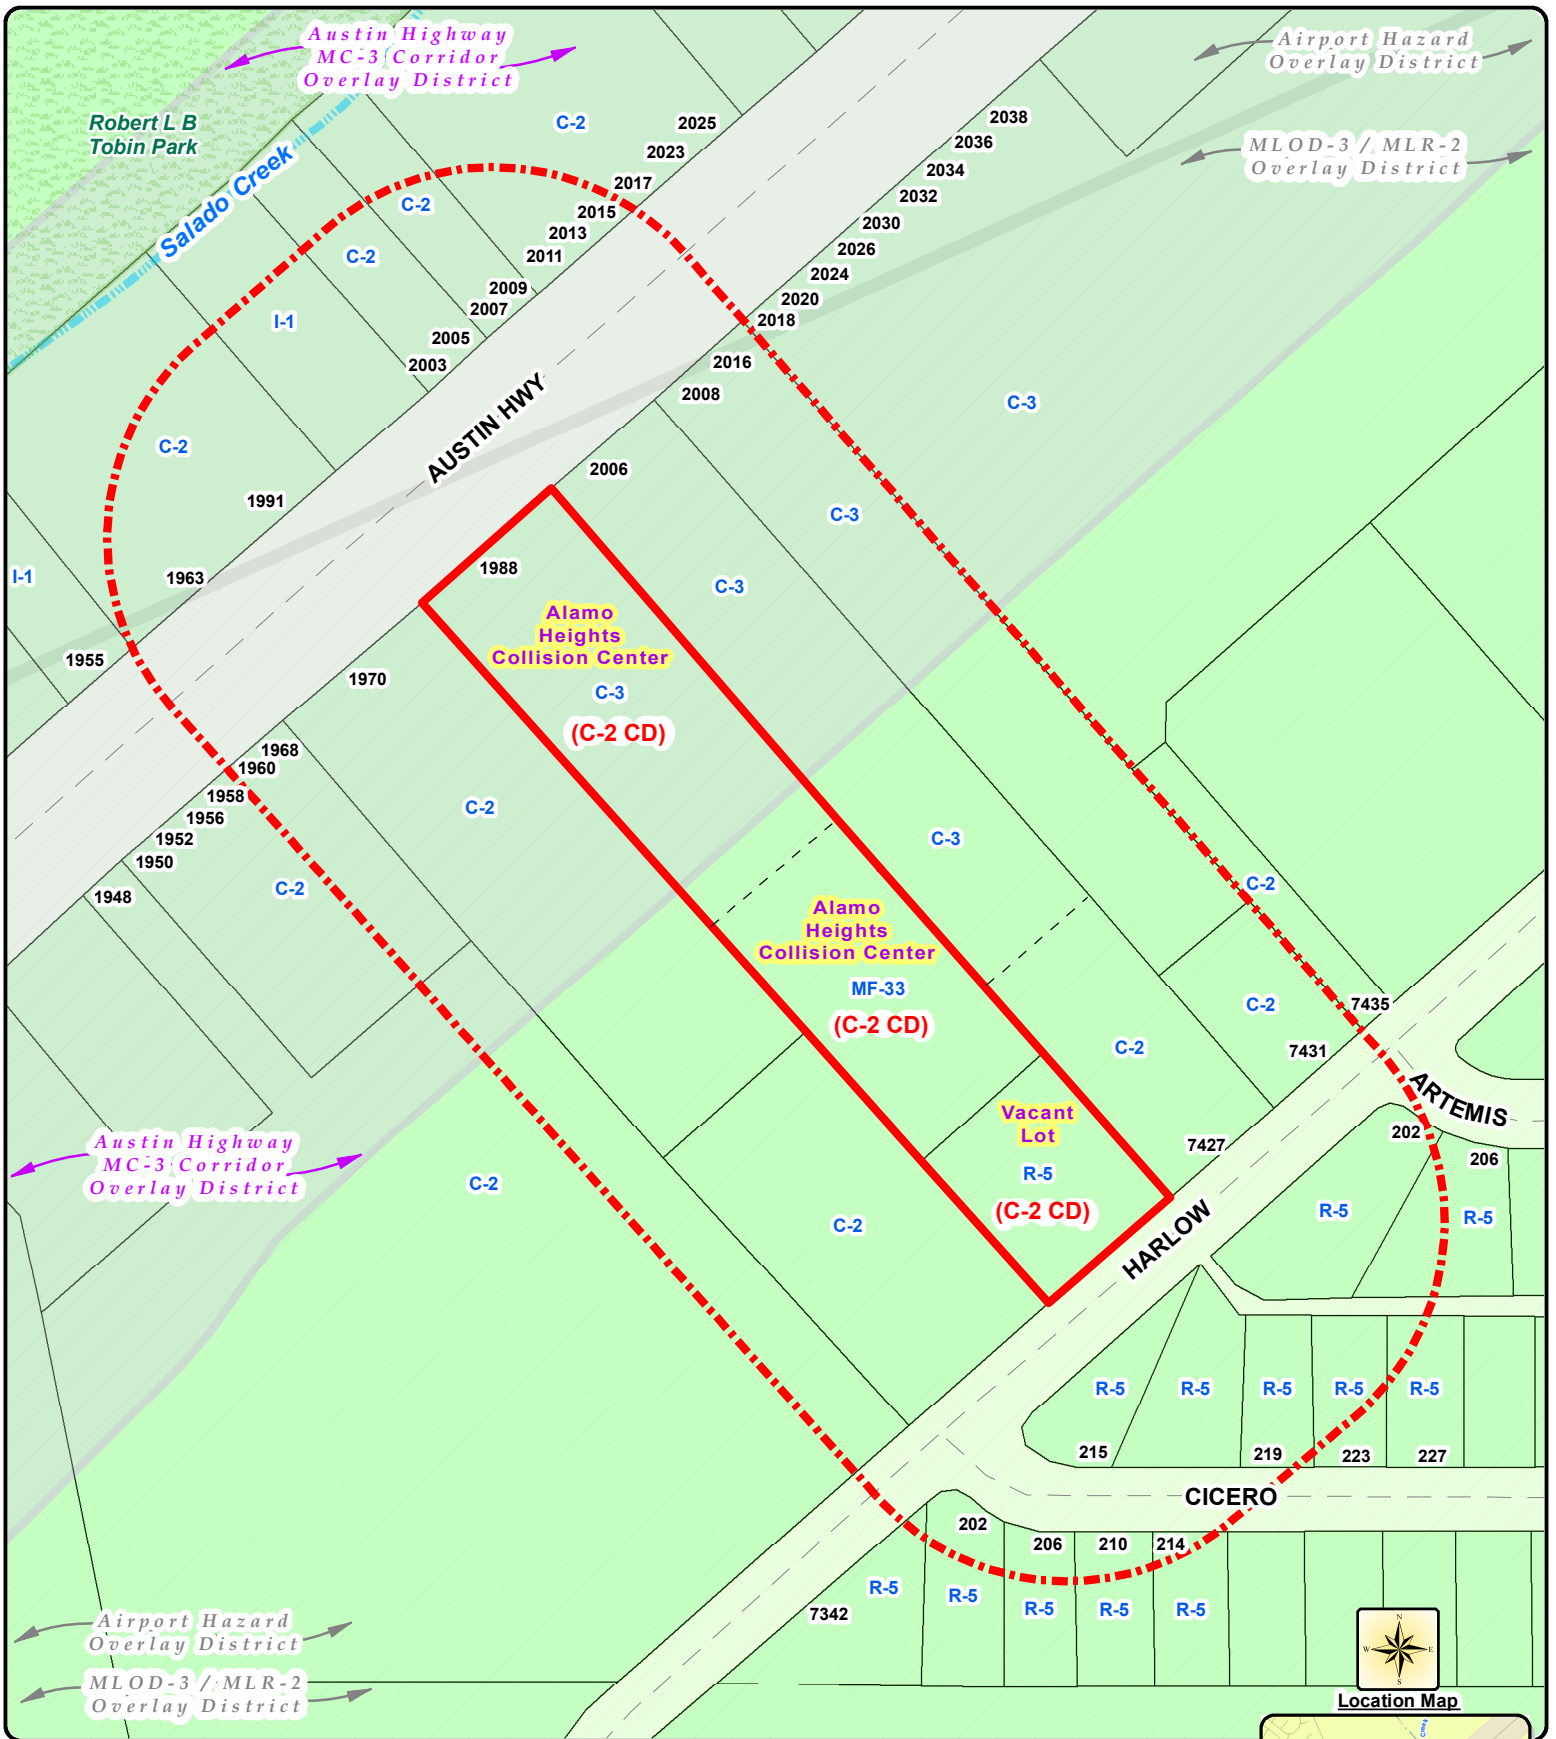 Austin Highway
MC-3 Corridor
Overlay District
Airport Hazard
Overlay District
MLOD-3 / MLR-2
Overlay District
Robert L B
Tobin Park
Salado Creek
C-2
2025
2023
2017
2015
2013
2011
2009
2007
2005
2003
2038
2036
2034
2032
2030
2026
2024
2020
2018
2016
2008
2006
C-2
C-2
I-1
C-2
I-1
1991
1963
1955
AUSTIN HWY
C-3
C-3
C-3
1988
Alamo
Heights
Collision Center
C-3
(C-2 CD)
1970
1968
1960
1958
1956
1952
1950
1948
C-2
C-2
C-3
Alamo
Heights
Collision Center
MF-33
(C-2 CD)
C-2
C-2
C-2
7435
7431
7427
ARTEMIS
202
206
Vacant
Lot
R-5
(C-2 CD)
HARLOW
R-5
R-5
Austin Highway
MC-3 Corridor
Overlay District
C-2
C-2
R-5
R-5
R-5
R-5
R-5
215
219
223
227
CICERO
202
206
210
214
R-5
R-5
R-5
R-5
R-5
7342
Airport Hazard
Overlay District
MLOD-3 / MLR-2
Overlay District
N
W
E
S
Location Map
Creek